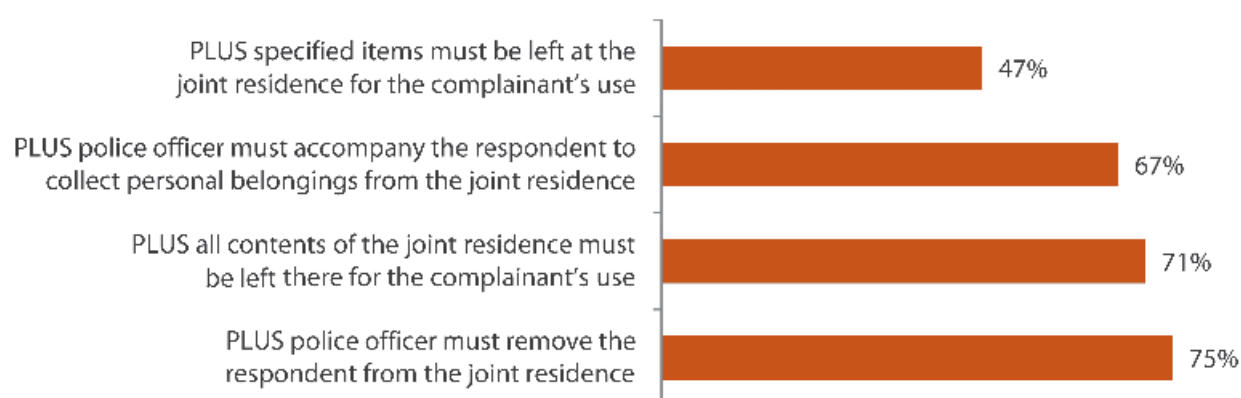 PLUS specified items must be left at the
joint residence for the complainant’s use
47%
PLUS police officer must accompany the respondent to
collect personal belongings from the joint residence
67%
PLUS all contents of the joint residence must
be left there for the complainant’s use
71%
PLUS police officer must remove the
respondent from the joint residence
75%